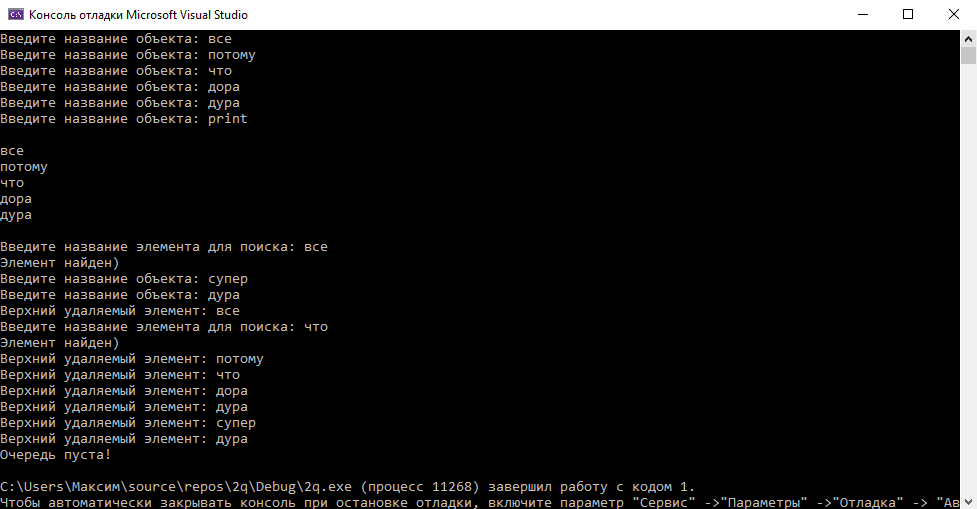 Консоль отладки Microsoft Visual Studio
Введите название объекта: все
Введите название объекта: потому
Введите название объекта: что
Введите название объекта: дора
Введите название объекта: дура
Введите название объекта: print
все
потому
что
дора
дура
Введите название элемента для поиска: все
Элемент найден)
Введите название объекта: супер
Введите название объекта: дура
Верхний удаляемый элемент: все
Введите название элемента для поиска: что
Элемент найден)
Верхний удаляемый элемент: потому
Верхний удаляемый элемент: что
Верхний удаляемый элемент: дора
Верхний удаляемый элемент: дура
Верхний удаляемый элемент: супер
Верхний удаляемый элемент: дура
Очередь пуста!
C:\Users\Максим\source\repos\2q\Debug\2q.exe (процесс 11268) завершил работу с кодом 1.
Чтобы автоматически закрывать консоль при остановке отладки, включите параметр "Сервис" ->"Параметры" ->"Отладка" -> "Ав